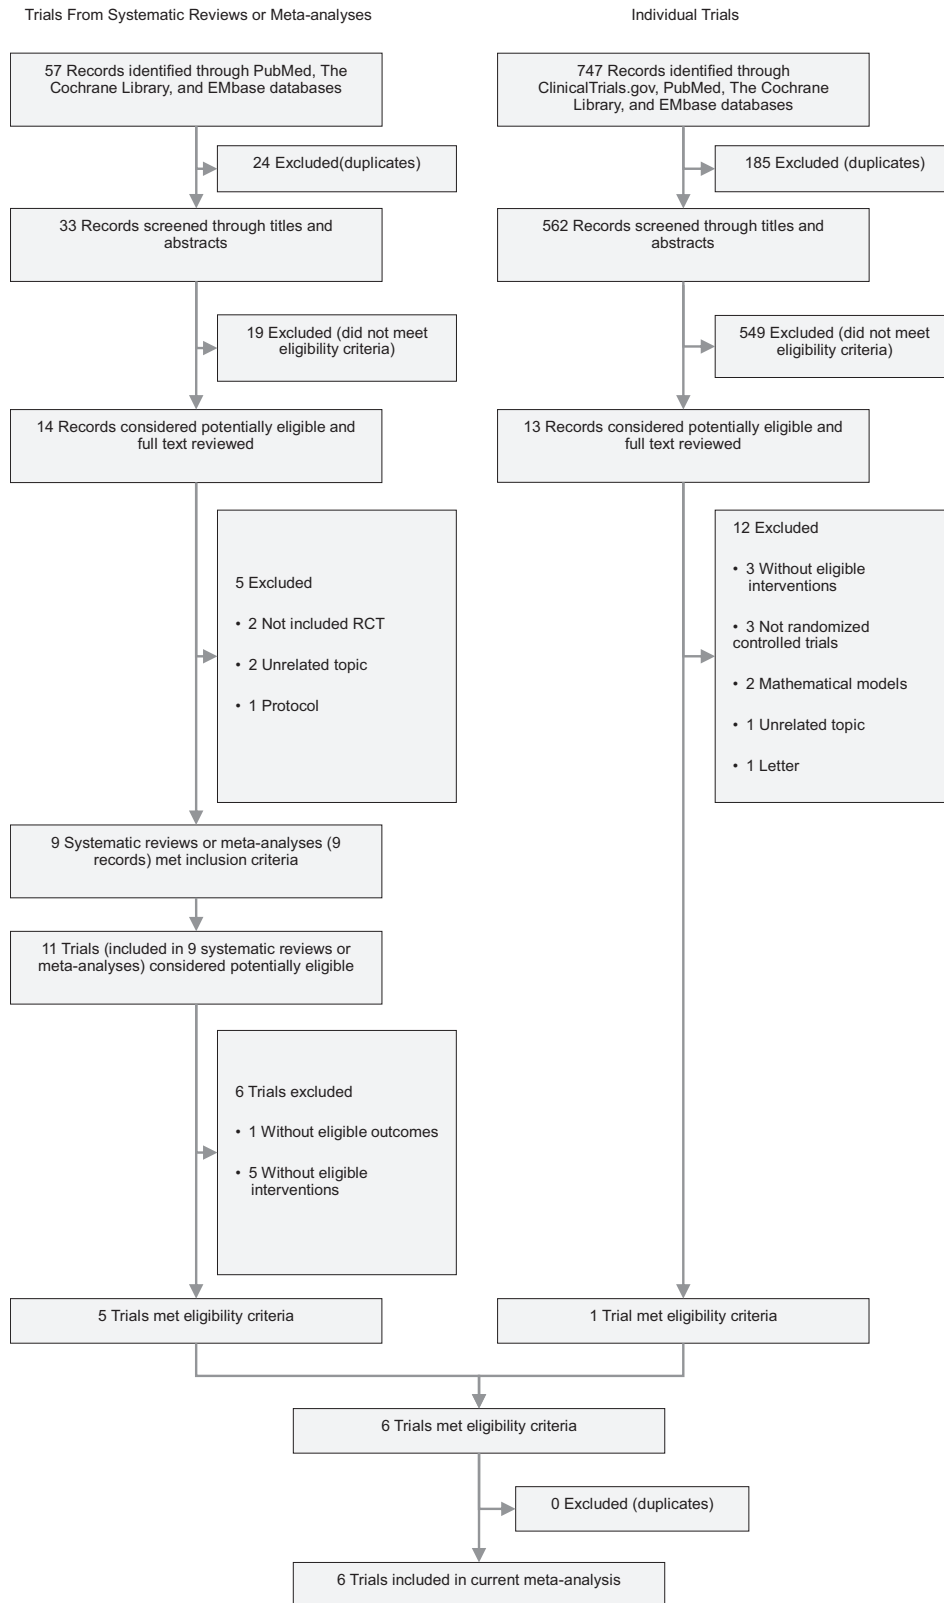 Trials From Systematic Reviews or Meta-analyses
Individual Trials
57 Records identified through PubMed, The
Cochrane Library, and EMbase databases
747 Records identified through
ClinicalTrials.gov, PubMed, The Cochrane
Library, and EMbase databases
24 Excluded(duplicates)
185 Excluded (duplicates)
33 Records screened through titles and
abstracts
562 Records screened through titles and
abstracts
19 Excluded (did not meet
eligibility criteria)
549 Excluded (did not meet
eligibility criteria)
14 Records considered potentially eligible and
full text reviewed
13 Records considered potentially eligible and
full text reviewed
5 Excluded
• 2 Not included RCT
• 2 Unrelated topic
• 1 Protocol
12 Excluded
• 3 Without eligible
interventions
• 3 Not randomized
controlled trials
• 2 Mathematical models
• 1 Unrelated topic
• 1 Letter
9 Systematic reviews or meta-analyses (9
records) met inclusion criteria
11 Trials (included in 9 systematic reviews or
meta-analyses) considered potentially eligible
6 Trials excluded
• 1 Without eligible outcomes
• 5 Without eligible
interventions
5 Trials met eligibility criteria
1 Trial met eligibility criteria
6 Trials met eligibility criteria
0 Excluded (duplicates)
6 Trials included in current meta-analysis